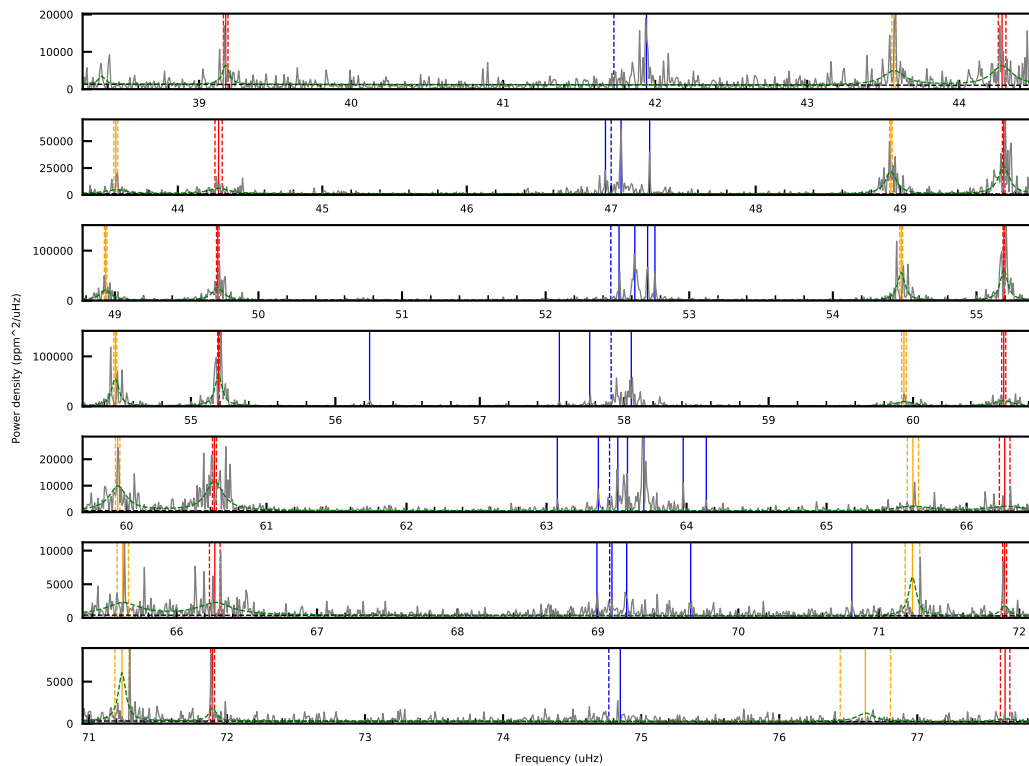 20000
10000
0
39 40 41 42 43 44
50000
25000
0
44 45 46 47 48 49
100000
0
49 50 51 52 53 54 55
100000
0
55 56 57 58 59 60
20000
10000
0
60 61 62 63 64 65 66
10000
5000
0
66 67 68 69 70 71 72
5000
0
71 72 73 74 75 76 77
Power density (ppm^2/uHz)
Frequency (uHz)